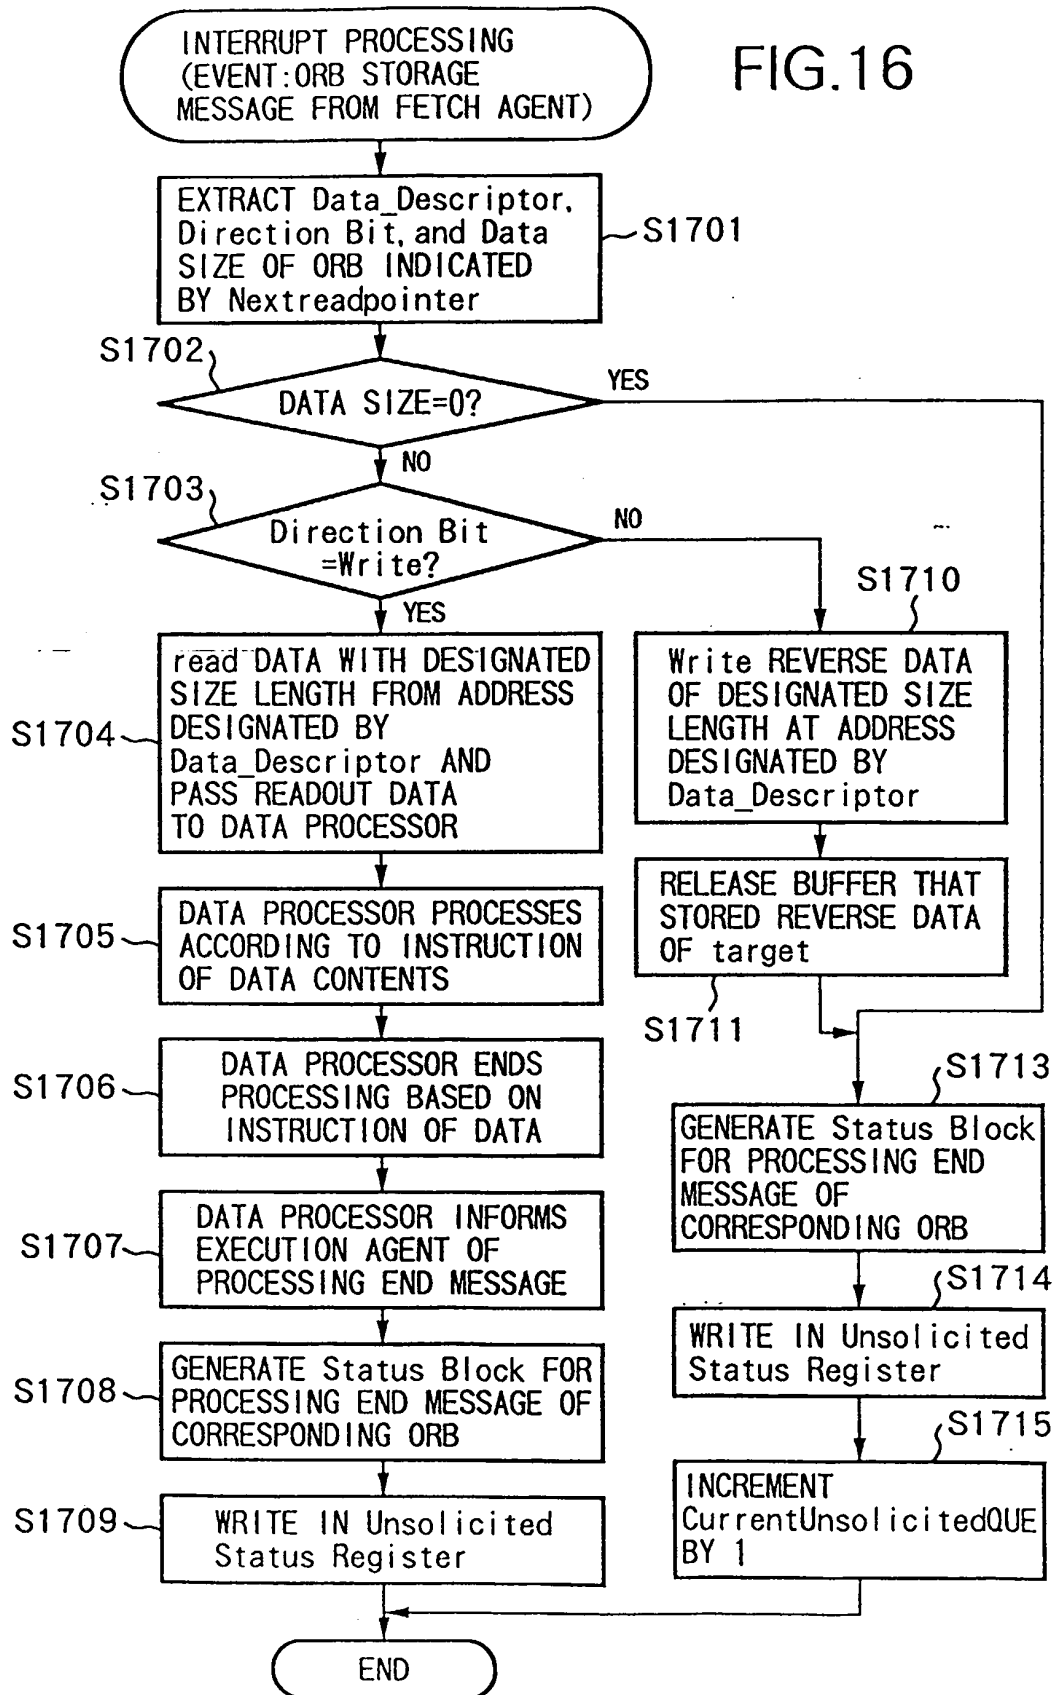 INTERRUPT PROCESSING
(EVENT:ORB STORAGE
MESSAGE FROM FETCH AGENT)
FIG.16
EXTRACT Data_Descriptor,
Direction Bit, and Data
SIZE OF ORB INDICATED
BY Nextreadpointer
S1701
S1702
DATA SIZE=0?
YES
NO
S1703
Direction Bit
=Write?
NO
YES
S1704
read DATA WITH DESIGNATED
SIZE LENGTH FROM ADDRESS
DESIGNATED BY
Data_Descriptor AND
PASS READOUT DATA
TO DATA PROCESSOR
S1710
Write REVERSE DATA
OF DESIGNATED SIZE
LENGTH AT ADDRESS
DESIGNATED BY
Data_Descriptor
S1705
DATA PROCESSOR PROCESSES
ACCORDING TO INSTRUCTION
OF DATA CONTENTS
RELEASE BUFFER THAT
STORED REVERSE DATA
OF target
S1711
S1706
DATA PROCESSOR ENDS
PROCESSING BASED ON
INSTRUCTION OF DATA
S1713
GENERATE Status Block
FOR PROCESSING END
MESSAGE OF
CORRESPONDING ORB
S1707
DATA PROCESSOR INFORMS
EXECUTION AGENT OF
PROCESSING END MESSAGE
S1714
WRITE IN Unsolicited
Status Register
S1708
GENERATE Status Block FOR
PROCESSING END MESSAGE OF
CORRESPONDING ORB
S1715
INCREMENT
CurrentUnsolicitedQUE
BY 1
S1709
WRITE IN Unsolicited
Status Register
END